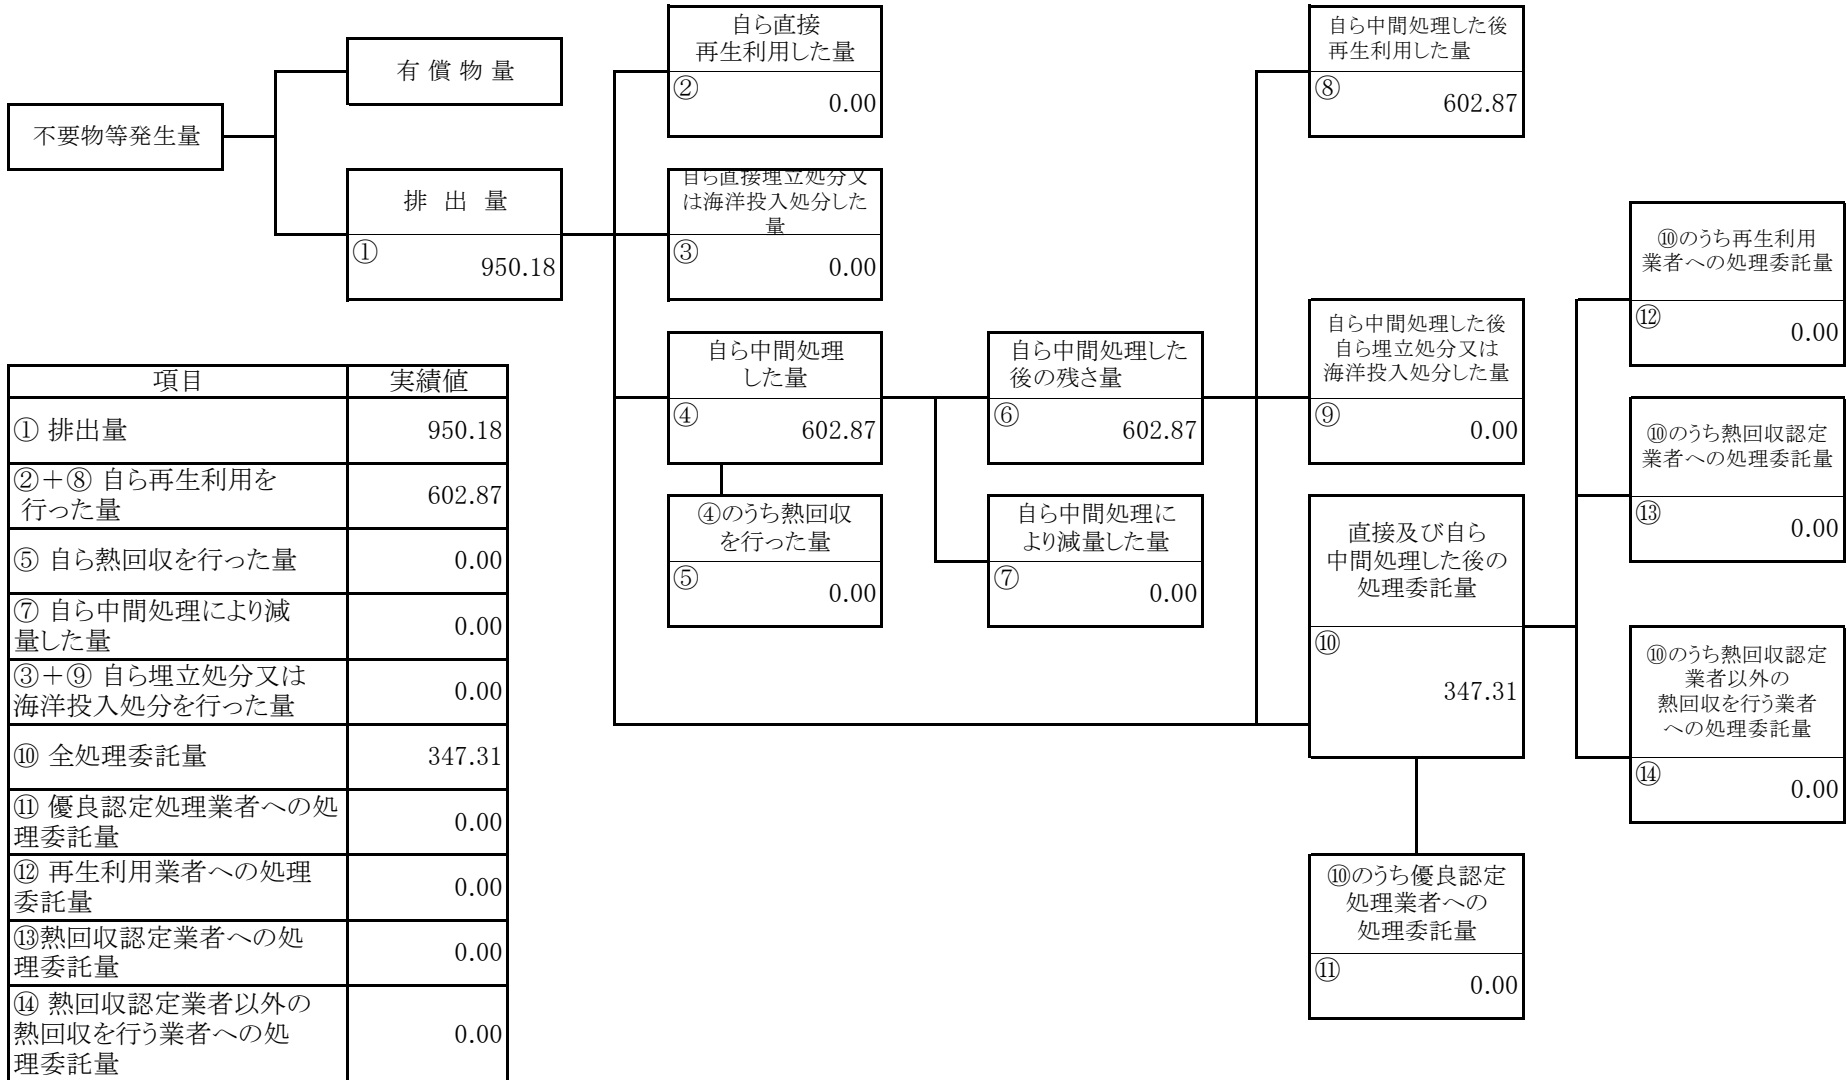 不要物等発生量
有 償 物 量
排 出 量
①
950.18
自ら直接
再生利用した量
②
0.00
自ら直接埋立処分又
は海洋投入処分した
量
③
0.00
自ら中間処理
した量
④
602.87
④のうち熱回収
を行った量
⑤
0.00
自ら中間処理した
後の残さ量
⑥
602.87
自ら中間処理に
より減量した量
⑦
0.00
自ら中間処理した後
再生利用した量
⑧
602.87
自ら中間処理した後
自ら埋立処分又は
海洋投入処分した量
⑨
0.00
直接及び自ら
中間処理した後の
処理委託量
⑩
347.31
⑩のうち優良認定
処理業者への
処理委託量
⑪
0.00
⑩のうち再生利用
業者への処理委託量
⑫
0.00
⑩のうち熱回収認定
業者への処理委託量
⑬
0.00
⑩のうち熱回収認定
業者以外の
熱回収を行う業者
への処理委託量
⑭
0.00
項目 実績値
① 排出量 950.18
②＋⑧ 自ら再生利用を
行った量 602.87
⑤ 自ら熱回収を行った量 0.00
⑦ 自ら中間処理により減
量した量 0.00
③＋⑨ 自ら埋立処分又は
海洋投入処分を行った量 0.00
⑩ 全処理委託量 347.31
⑪ 優良認定処理業者への処
理委託量 0.00
⑫ 再生利用業者への処理
委託量 0.00
⑬熱回収認定業者への処
理委託量 0.00
⑭ 熱回収認定業者以外の
熱回収を行う業者への処
理委託量 0.00